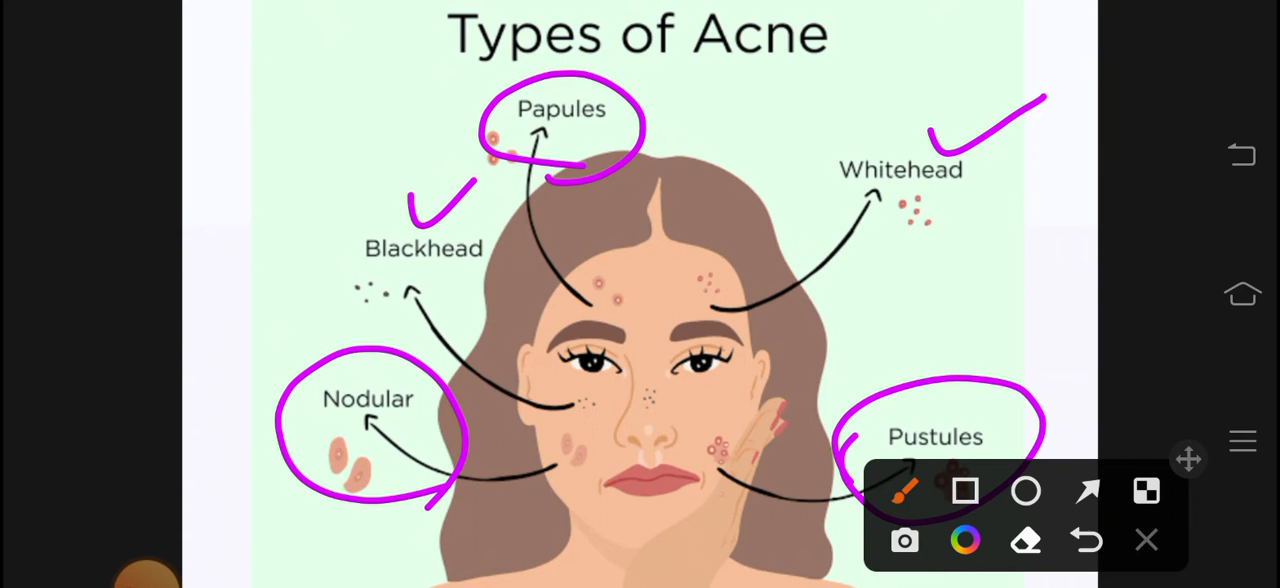 Types of Acne
Papules
Whitehead
Blackhead
Nodular
Pustules